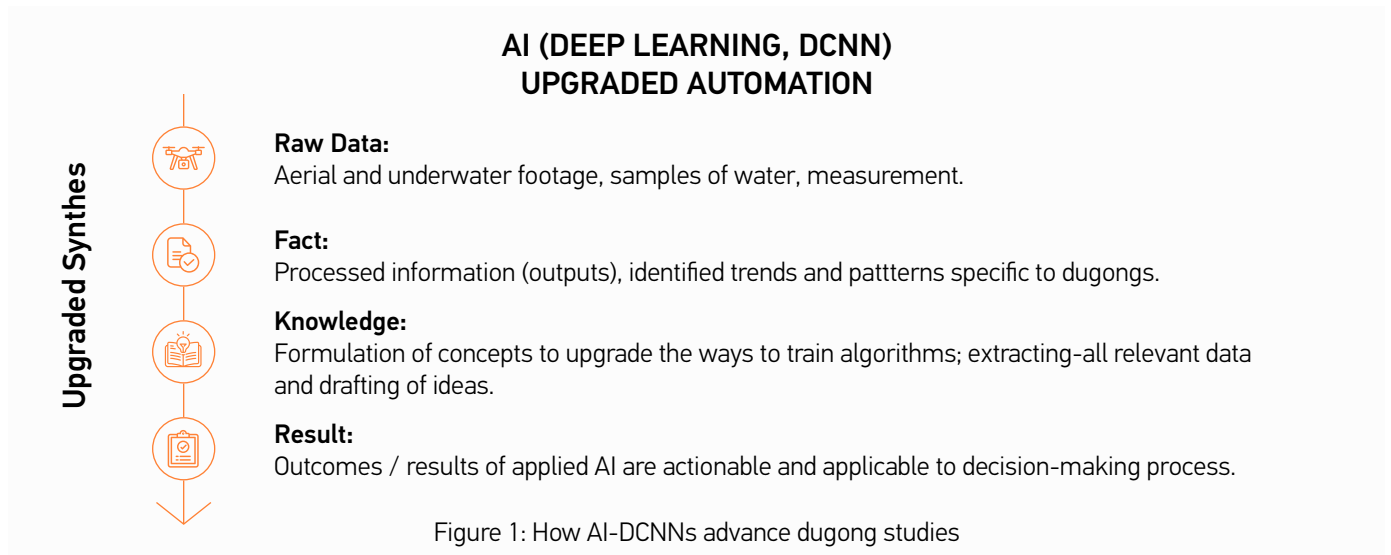 AI (DEEP LEARNING, DCNN)
UPGRADED AUTOMATION
Upgraded Synthes
Raw Data:
Aerial and underwater footage, samples of water, measurement.
Fact:
Processed information (outputs), identified trends and pattterns specific to dugongs.
Knowledge:
Formulation of concepts to upgrade the ways to train algorithms; extracting-all relevant data
and drafting of ideas.
Result:
Outcomes / results of applied AI are actionable and applicable to decision-making process.
Figure 1: How AI-DCNNs advance dugong studies